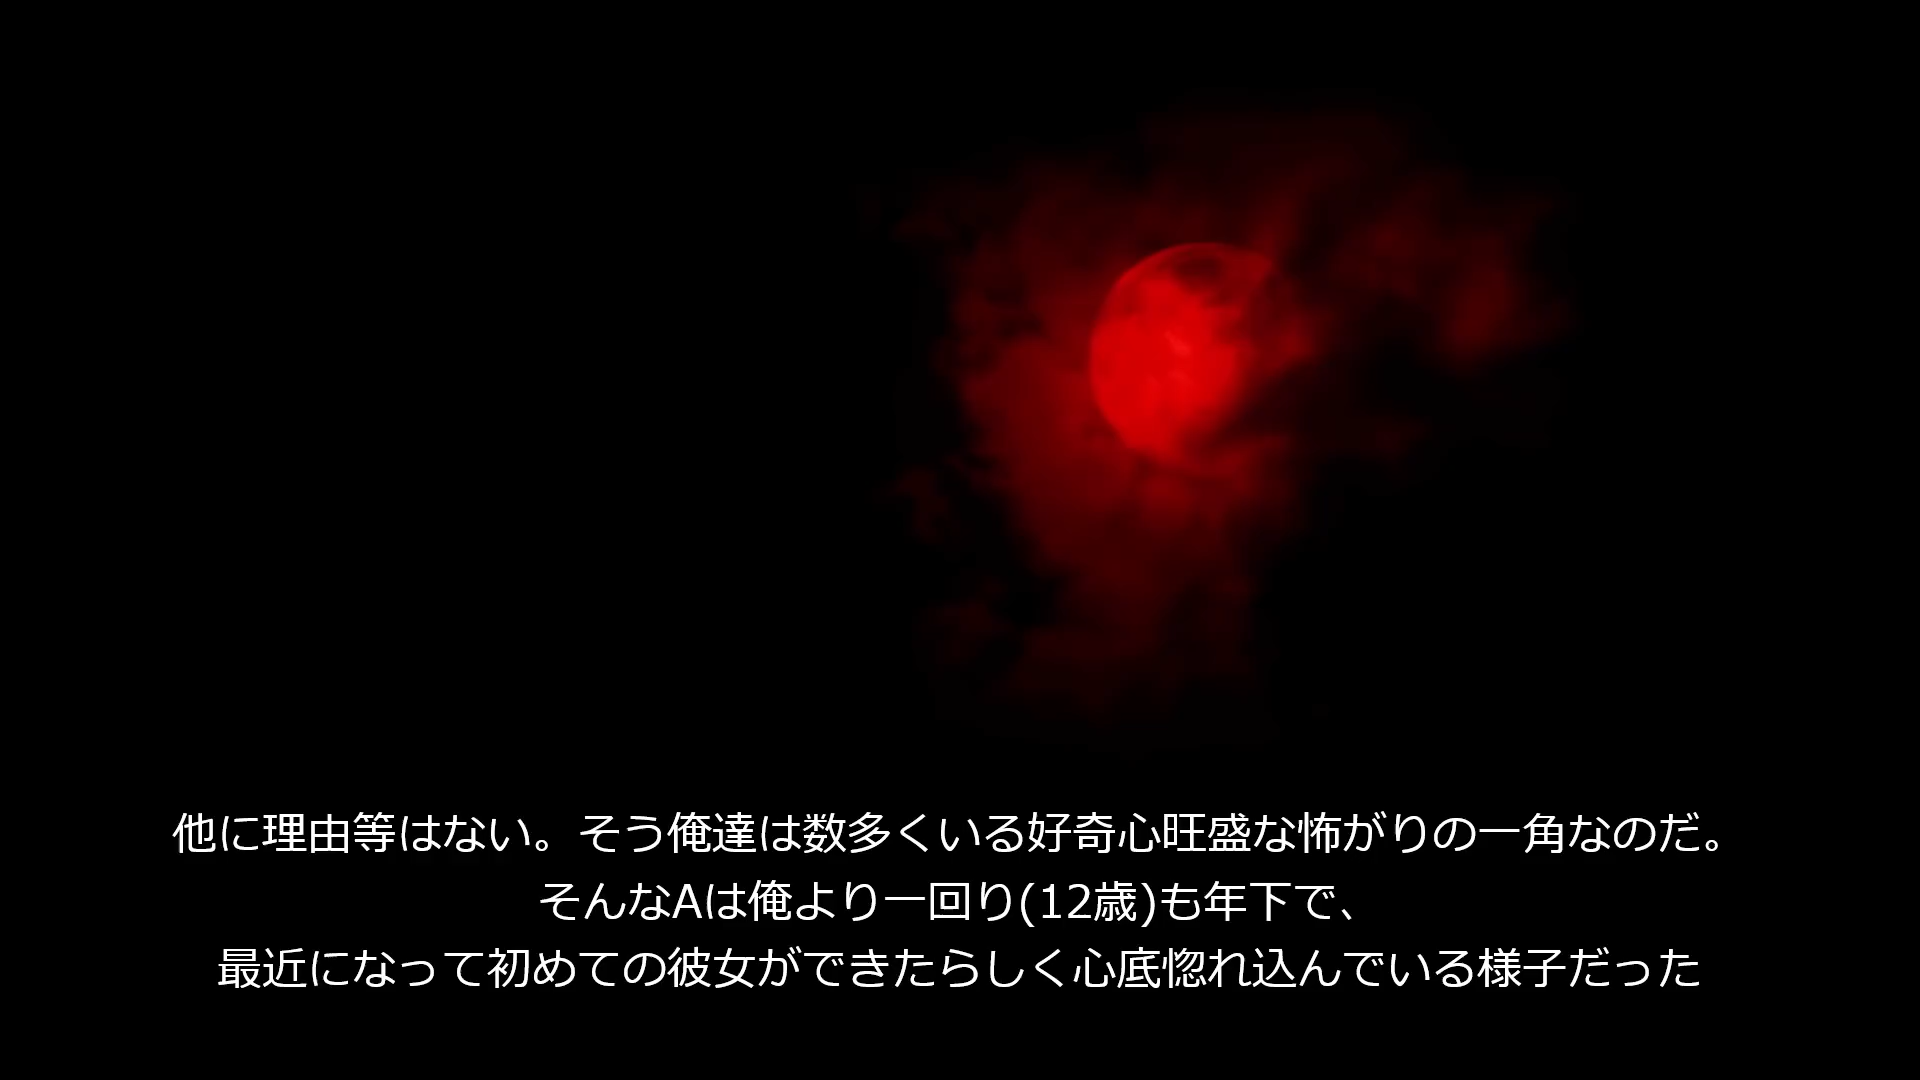 他に理由等はない。そう俺達は数多くいる好奇心旺盛な怖がりの一角なのだ。
そんなAは俺より一回り(12歳)も年下で、
最近になって初めての彼女ができたらしく心底惚れ込んでいる様子だった